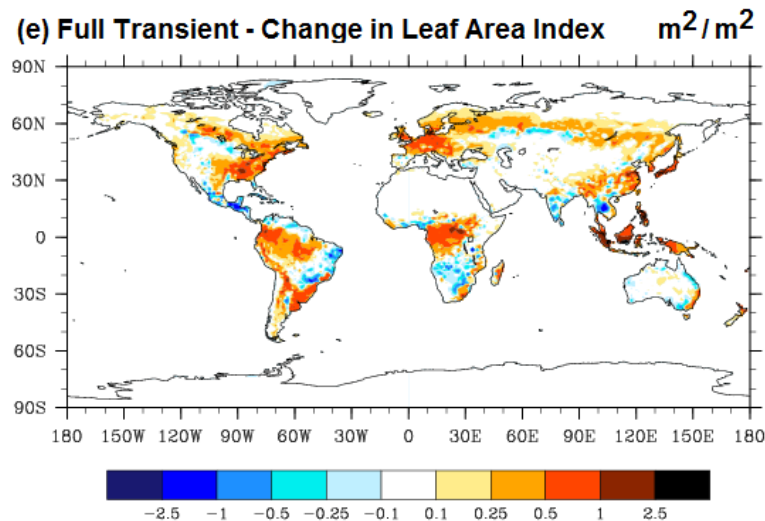 (e) Full Transient - Change in Leaf Area Index m²/m²
90N
60N
30N
0
30S
60S
90S
180 150W 120W 90W 60W 30W 0 30E 60E 90E 120E 150E 180
−2.5 −1 −0.5 −0.25 −0.1 0.1 0.25 0.5 1 2.5